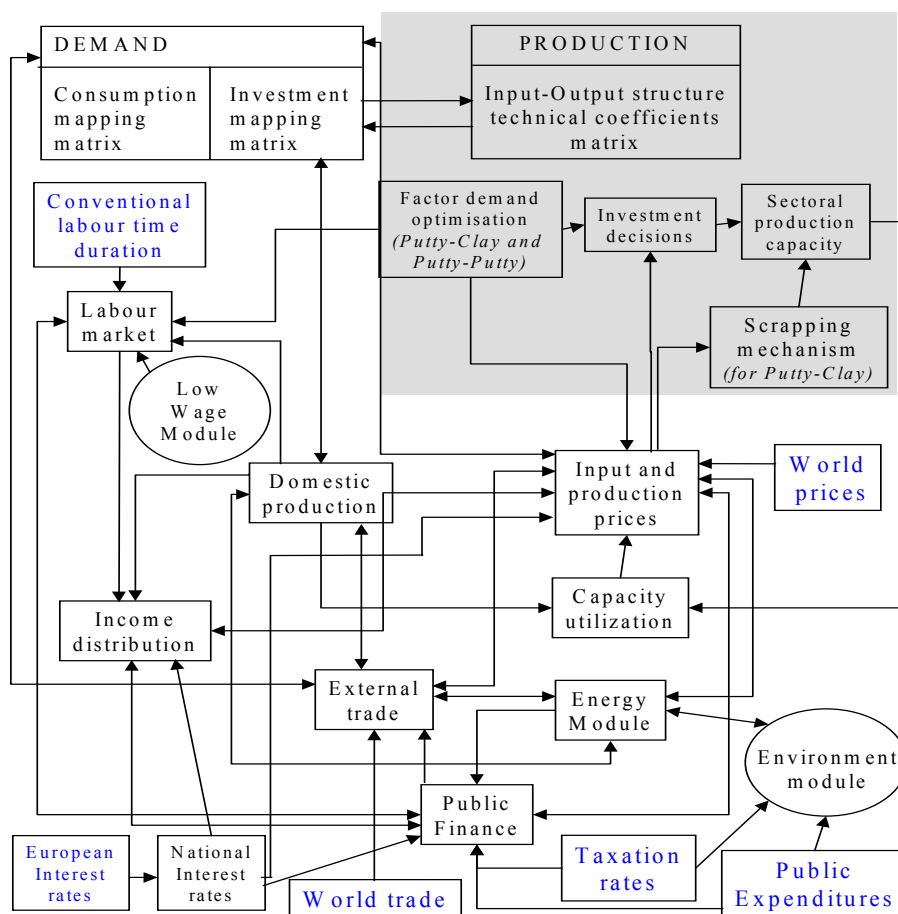 DEMAND
Consumption
mapping
matrix
Investment
mapping
matrix
PRODUCTION
Input-Output structure
technical coefficients
matrix
Conventional
labour time
duration
Factor demand
optimisation
(Putty-Clay and
Putty-Putty)
Investment
decisions
Sectoral
production
capacity
Labour
market
Scrapping
mechanism
(for Putty-Clay)
Low
Wage
Module
Domestic
production
Input and
production
prices
World
prices
Capacity
utilization
Income
distribution
External
trade
Energy
Module
Environment
module
Public
Finance
European
Interest
rates
National
Interest
rates
World trade
Taxation
rates
Public
Expenditures